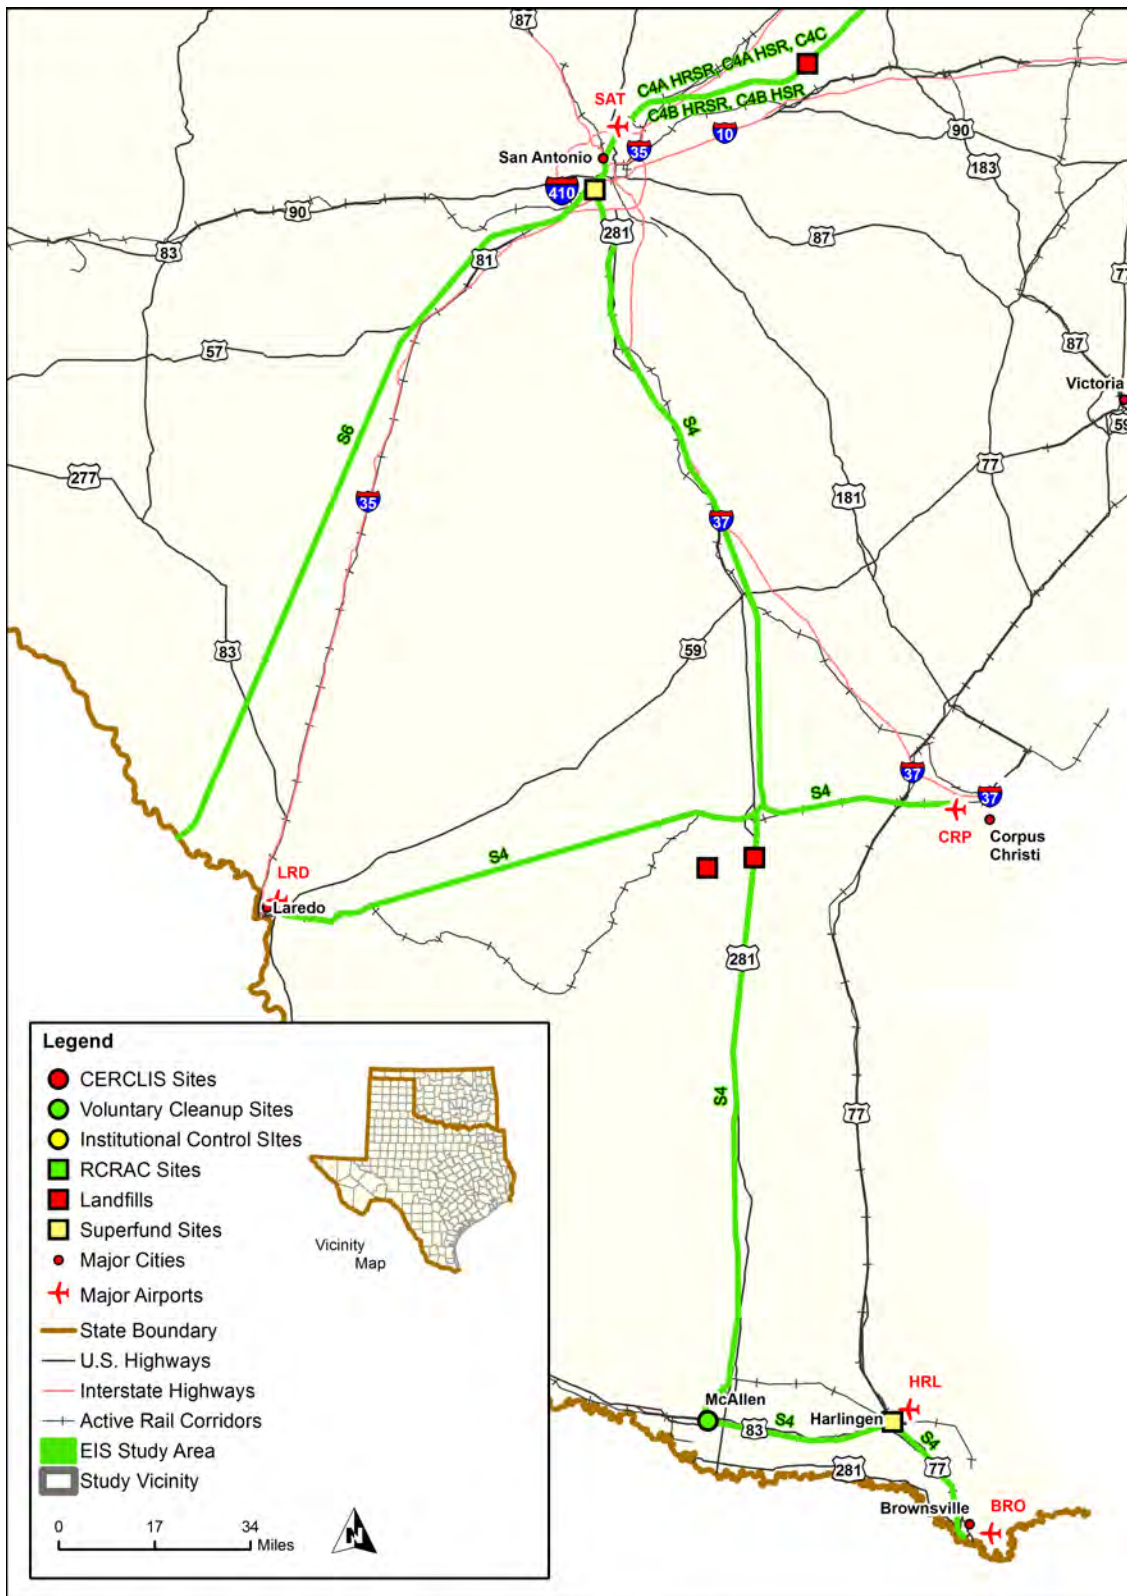 87
C4A HRSR, C4A HSR, C4C
C4B HRSR, C4B HSR
SAT
10
35
90
San Antonio
183
410
90
281
87
83
81
77
57
87
Victoria
59
S6
S4
277
77
35
181
37
83
59
37
37
S4
CRP
Corpus
Christi
S4
LRD
Laredo
281
S4
77
Legend
CERCLIS Sites
Voluntary Cleanup Sites
Institutional Control SItes
RCRAC Sites
Landfills
Superfund Sites
Major Cities
Major Airports
State Boundary
U.S. Highways
Interstate Highways
Active Rail Corridors
EIS Study Area
Study Vicinity
0 17 34
Miles
Vicinity
Map
N
McAllen
HRL
S4
Harlingen
83
S4
77
281
Brownsville
BRO